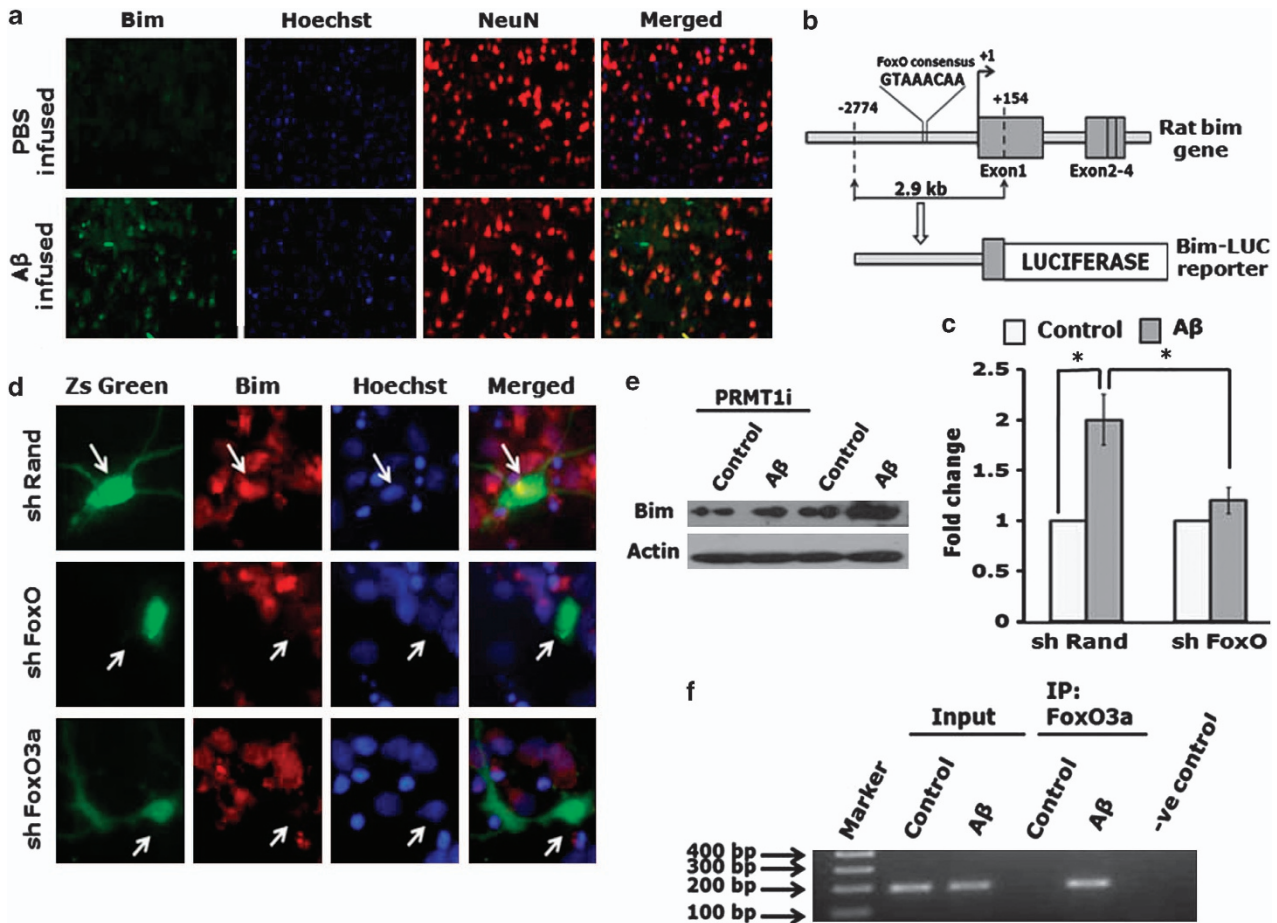 a
Bim Hoechst NeuN Merged
PBS infused
Aβ infused
b
FoxO consensus
GTAAACAA
+1
-2774
+154
Rat bim gene
Exon1
Exon2-4
2.9 kb
LUCIFERASE
Bim-LUC reporter
c
Control Aβ
* *
Fold change
2.5
2
1.5
1
0.5
0
sh Rand sh FoxO
d
Zs Green Bim Hoechst Merged
sh Rand
sh FoxO
sh FoxO3a
e
PRMT1i
Control Aβ Control Aβ
Bim
Actin
f
Input IP: FoxO3a
Marker Control Aβ Control Aβ -ve control
400 bp
300 bp
200 bp
100 bp